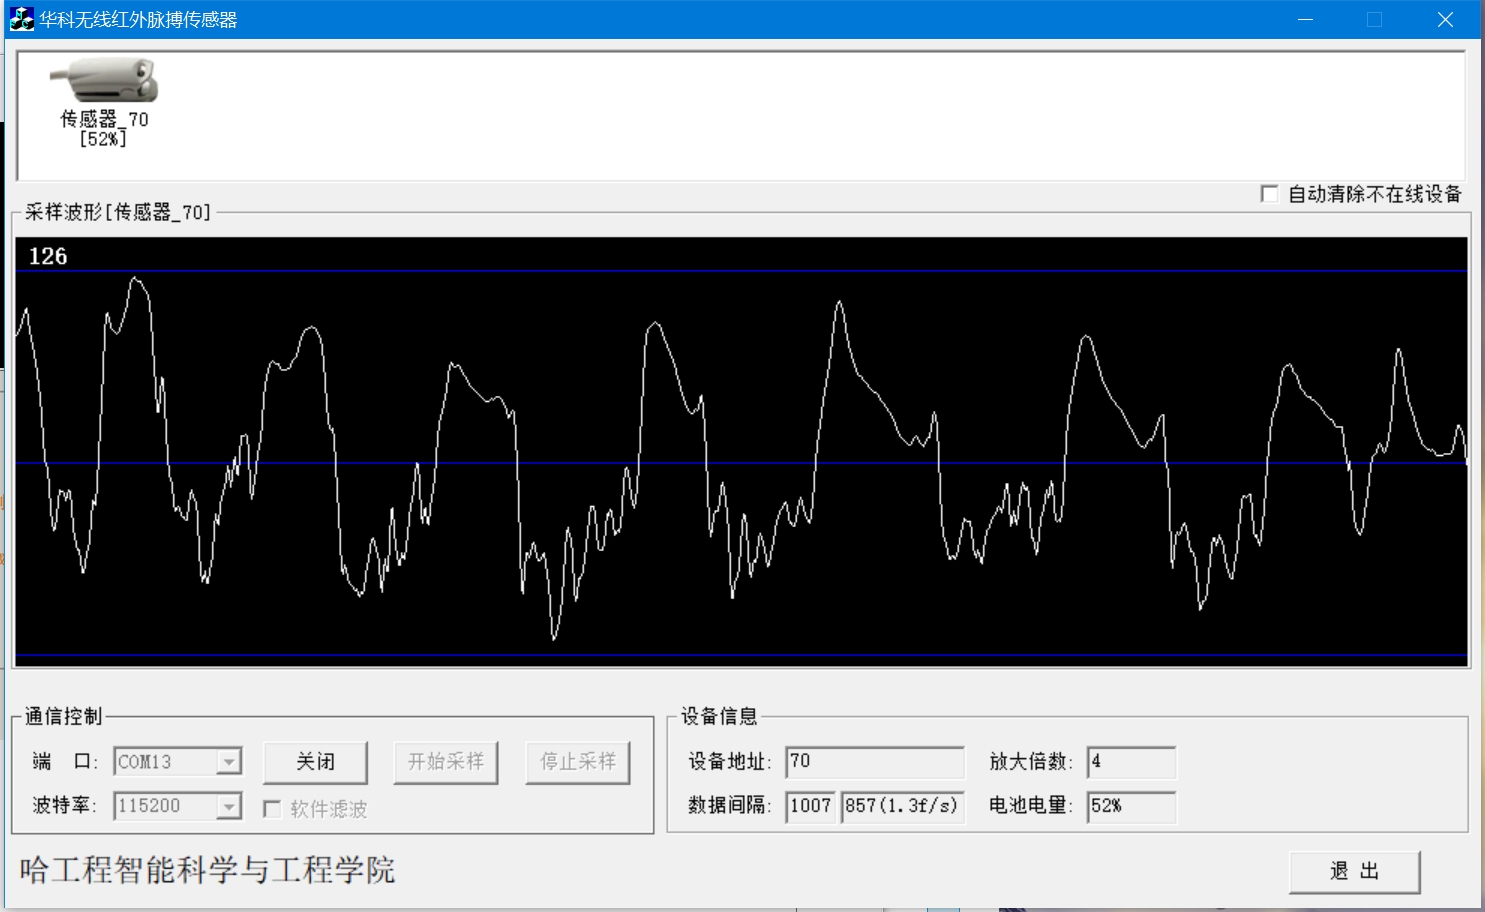 华科无线红外脉搏传感器
传感器_70
[52%]
自动清除不在线设备
采样波形[传感器_70]
126
通信控制
端 口: COM13 关闭 开始采样 停止采样
波特率: 115200 软件滤波
设备信息
设备地址: 70 放大倍数: 4
数据间隔: 1007 857(1.3f/s) 电池电量: 52%
哈工程智能科学与工程学院
退 出